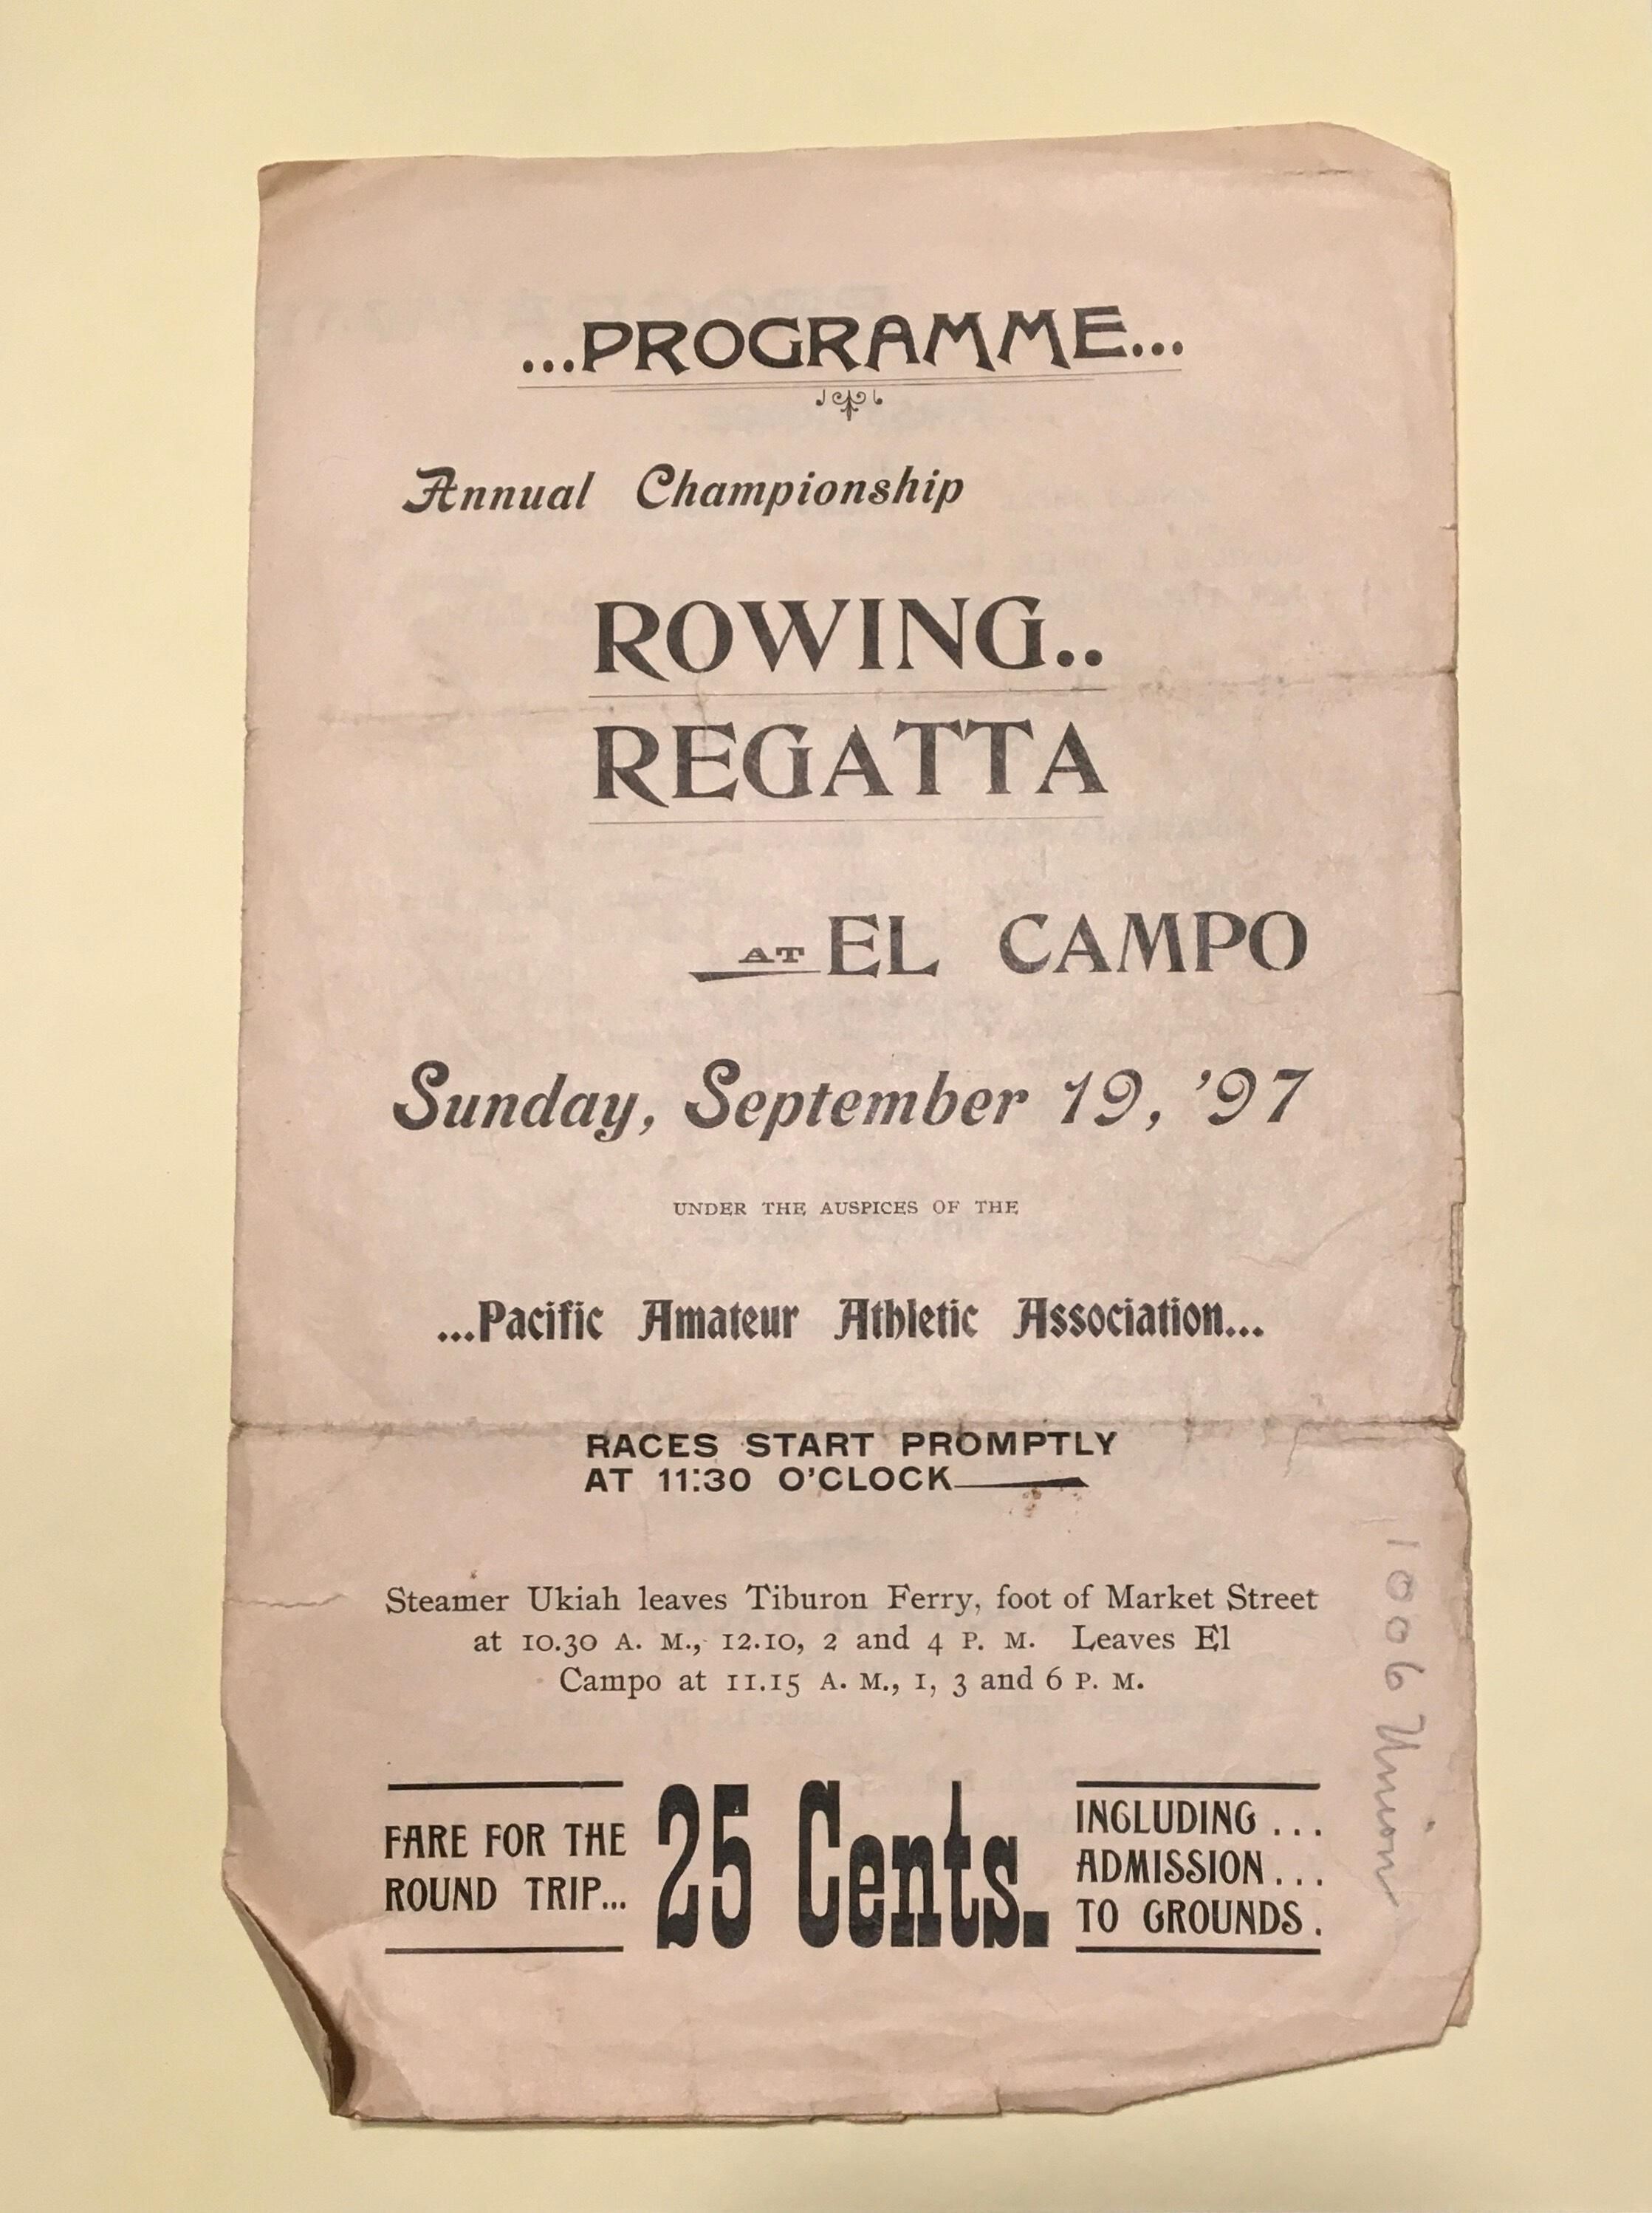 ...PROGRAMME...
Annual Championship
ROWING..
REGATTA
AT EL CAMPO
Sunday, September 19, '97
UNDER THE AUSPICES OF THE
...Pacific Amateur Athletic Association...
RACES START PROMPTLY
AT 11:30 O'CLOCK
Steamer Ukiah leaves Tiburon Ferry, foot of Market Street
at 10.30 A. M., 12.10, 2 and 4 P. M. Leaves El
Campo at 11.15 A. M., 1, 3 and 6 P. M.
FARE FOR THE
ROUND TRIP...
25 Cents.
INCLUDING ...
ADMISSION ...
TO GROUNDS .
1006 Union